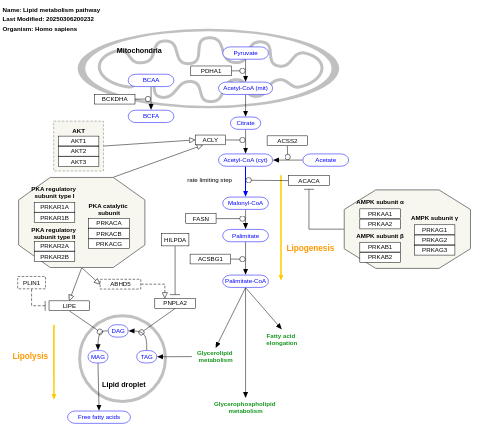 Name: Lipid metabolism pathway
Last Modified: 20250306200232
Organism: Homo sapiens
Mitochondria
Pyruvate
PDHA1
BCAA
Acetyl-CoA (mit)
BCKDHA
BCFA
Citrate
AKT
AKT1
AKT2
AKT3
ACLY
ACSS2
Acetyl-CoA (cyt)
Acetate
rate limiting step
ACACA
PKA regulatory
subunit type I
PRKAR1A
PRKAR1B
PKA regulatory
subunit type II
PRKAR2A
PRKAR2B
PKA catalytic
subunit
PRKACA
PRKACB
PRKACG
Malonyl-CoA
FASN
Palmitate
HILPDA
ACSBG1
Palmitate-CoA
Lipogenesis
AMPK subunit α
PRKAA1
PRKAA2
AMPK subunit β
PRKAB1
PRKAB2
AMPK subunit γ
PRKAG1
PRKAG2
PRKAG3
PLIN1
ABHD5
LIPE
PNPLA2
DAG
MAG
TAG
Lipid droplet
Lipolysis
Free fatty acids
Glycerolipid
metabolism
Fatty acid
elongation
Glycerophospholipid
metabolism